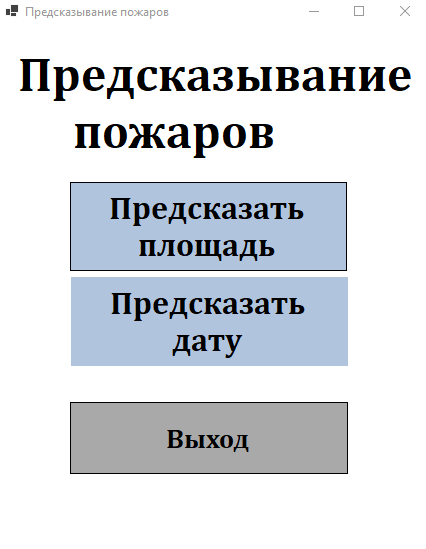 Предсказывание пожаров
Предсказывание
пожаров
Предсказать
площадь
Предсказать
дату
Выход